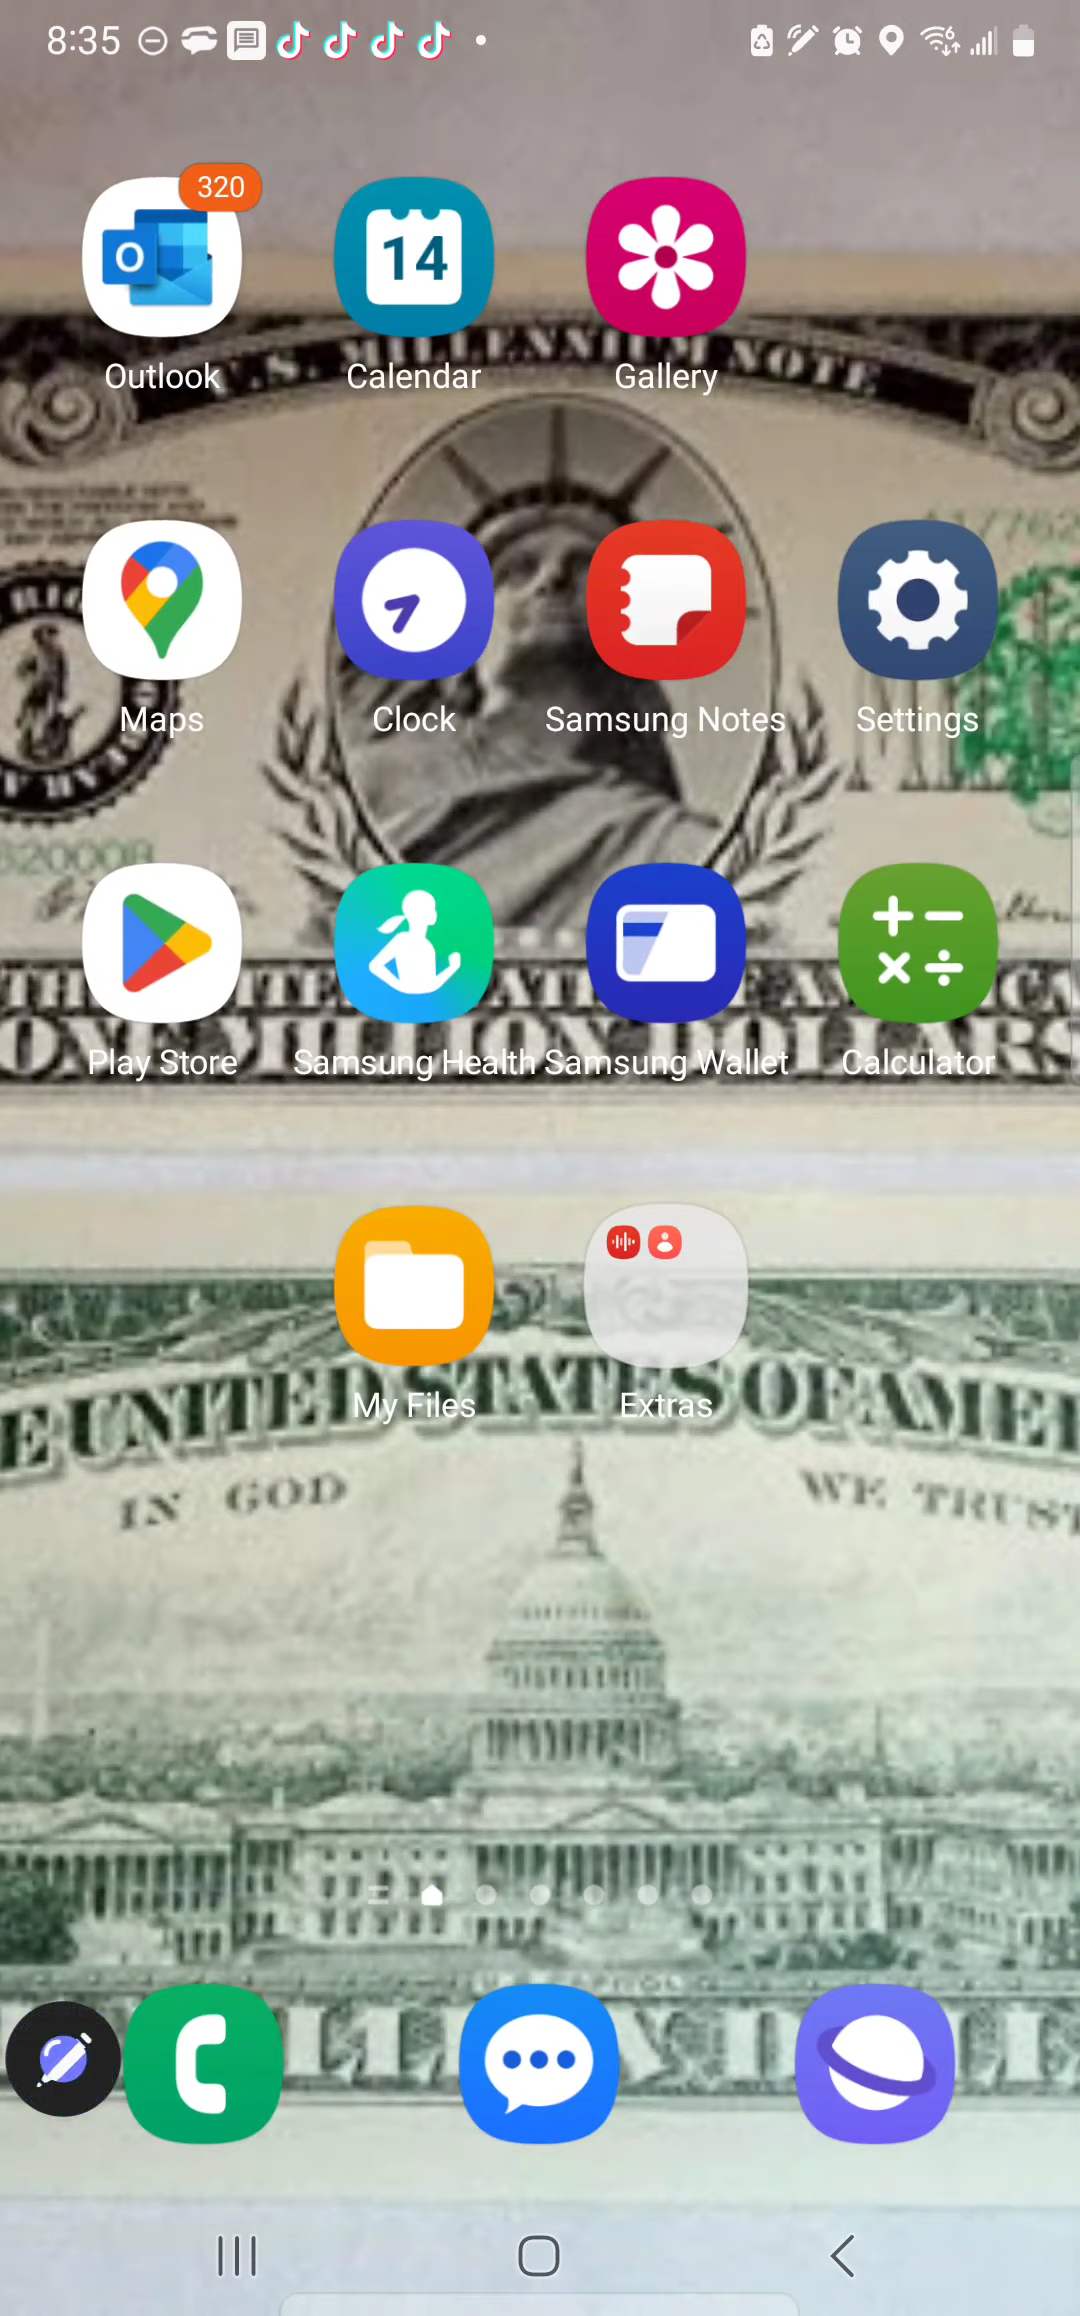 8:35
320
14
Outlook Calendar Gallery
U.S. MILLENNIUM NOTE
Maps Clock Samsung Notes Settings
Play Store Samsung Health Samsung Wallet Calculator
ONE MILLION DOLLARS
My Files Extras
E UNITED STATES OF AMER
IN GOD WE TRUST